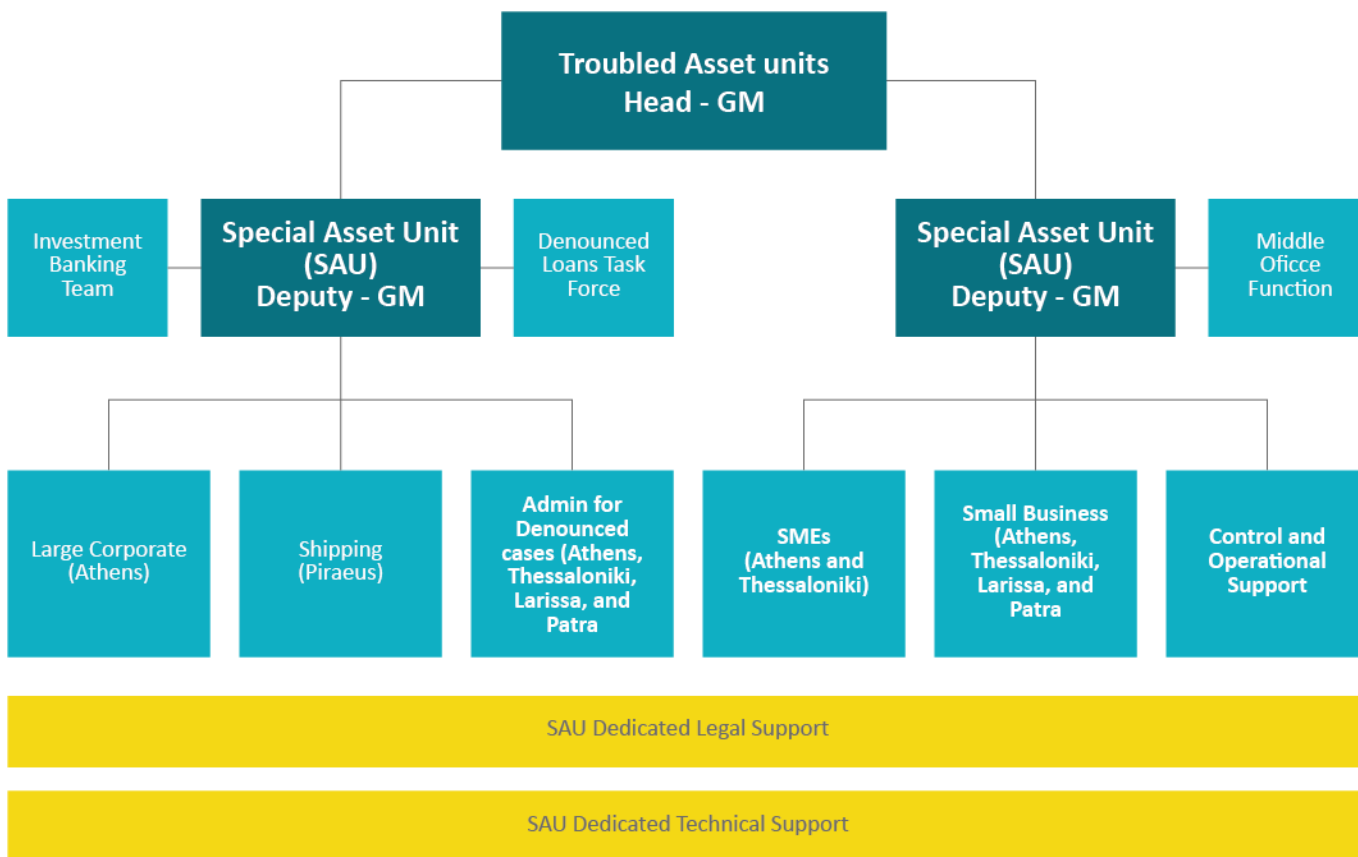 Troubled Asset units
Head - GM
Investment
Banking
Team
Special Asset Unit
(SAU)
Deputy - GM
Denounced
Loans Task
Force
Special Asset Unit
(SAU)
Deputy - GM
Middle
Oficce
Function
Large Corporate
(Athens)
Shipping
(Piraeus)
Admin for
Denounced
cases (Athens,
Thessaloniki,
Larissa, and
Patra
SMEs
(Athens and
Thessaloniki)
Small Business
(Athens,
Thessaloniki,
Larissa, and
Patra
Control and
Operational
Support
SAU Dedicated Legal Support
SAU Dedicated Technical Support